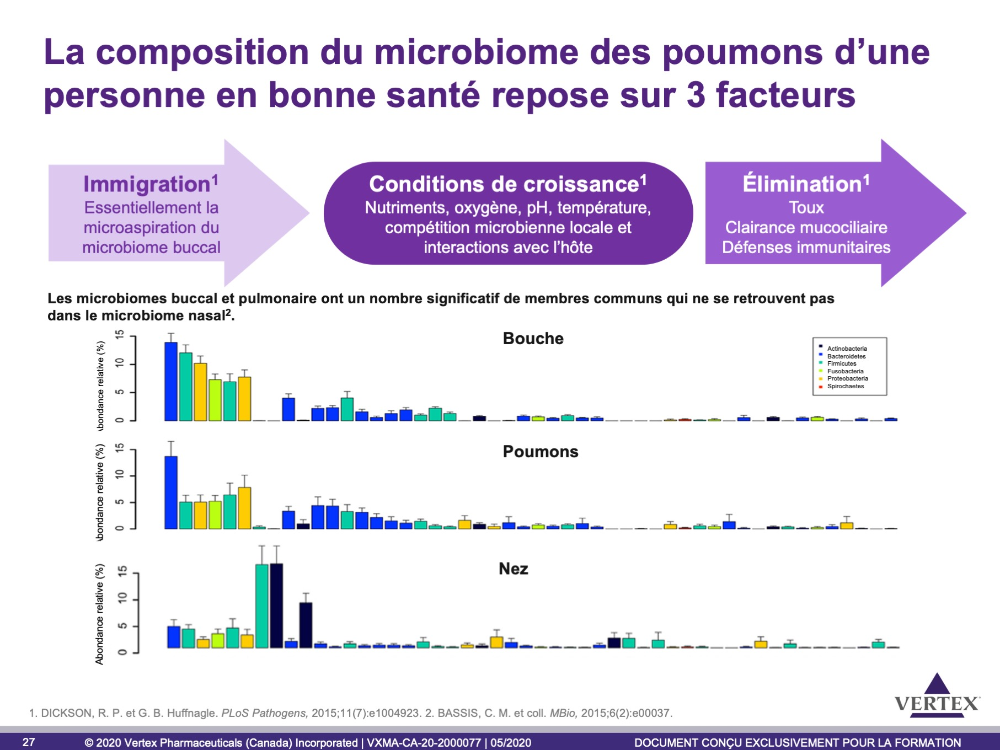 La composition du microbiome des poumons d’une
personne en bonne santé repose sur 3 facteurs
Immigration1
Essentiellement la
microaspiration du
microbiome buccal
Conditions de croissance1
Nutriments, oxygène, pH, température,
compétition microbienne locale et
interactions avec l’hôte
Élimination1
Toux
Clairance mucociliaire
Défenses immunitaires
Les microbiomes buccal et pulmonaire ont un nombre significatif de membres communs qui ne se retrouvent pas
dans le microbiome nasal2.
Bouche
bondance relative (%)
15
10
5
0
Actinobacteria
Bacteroidetes
Firmicutes
Fusobacteria
Proteobacteria
Spirochaetes
Poumons
bondance relative (%)
15
10
5
0
Nez
Abondance relative (%)
15
10
5
0
VERTEX
1. DICKSON, R. P. et G. B. Huffnagle. PLoS Pathogens, 2015;11(7):e1004923. 2. BASSIS, C. M. et coll. MBio, 2015;6(2):e00037.
27
© 2020 Vertex Pharmaceuticals (Canada) Incorporated | VXMA-CA-20-2000077 | 05/2020
DOCUMENT CONÇU EXCLUSIVEMENT POUR LA FORMATION